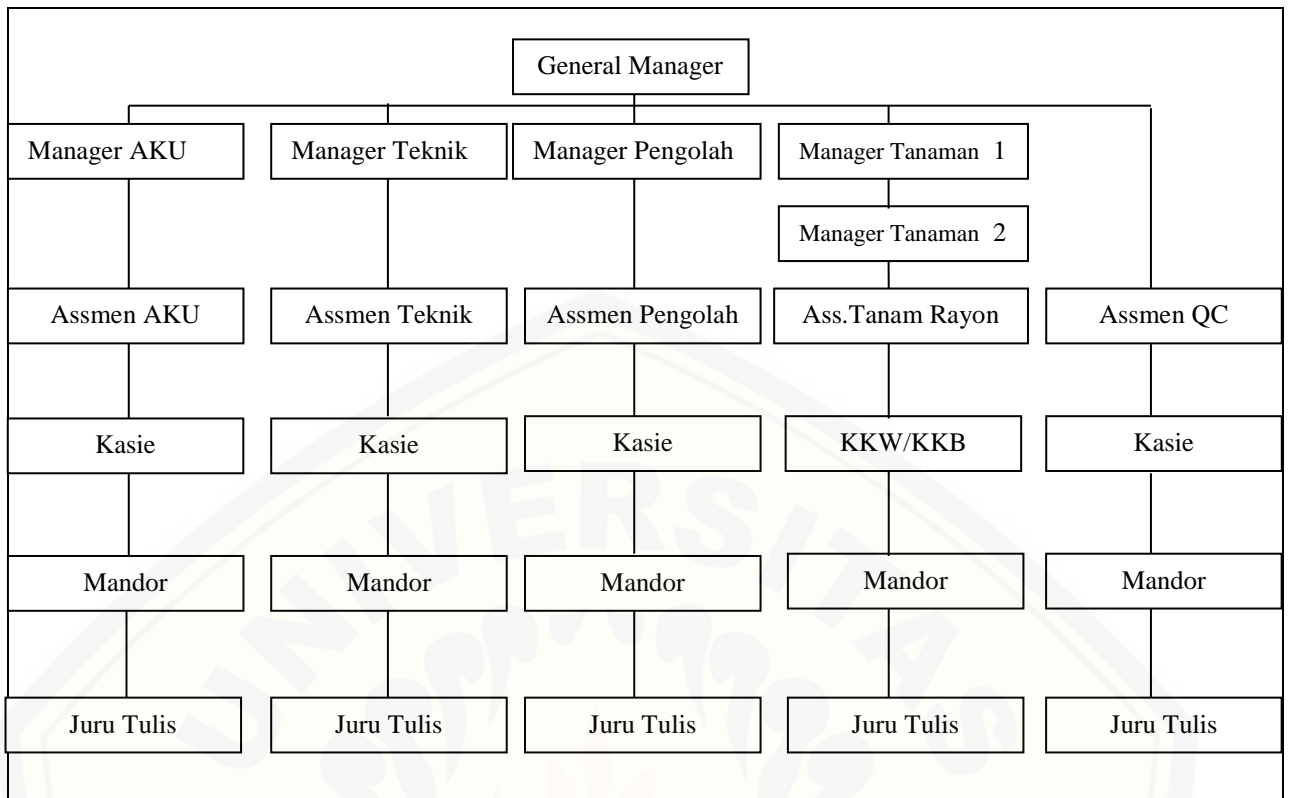 General Manager
Manager AKU
Manager Teknik
Manager Pengolah
Manager Tanaman 1
Manager Tanaman 2
Assmen AKU
Assmen Teknik
Assmen Pengolah
Ass.Tanam Rayon
Assmen QC
Kasie
Kasie
Kasie
KKW/KKB
Kasie
Mandor
Mandor
Mandor
Mandor
Mandor
Juru Tulis
Juru Tulis
Juru Tulis
Juru Tulis
Juru Tulis
UNIVERSITAS